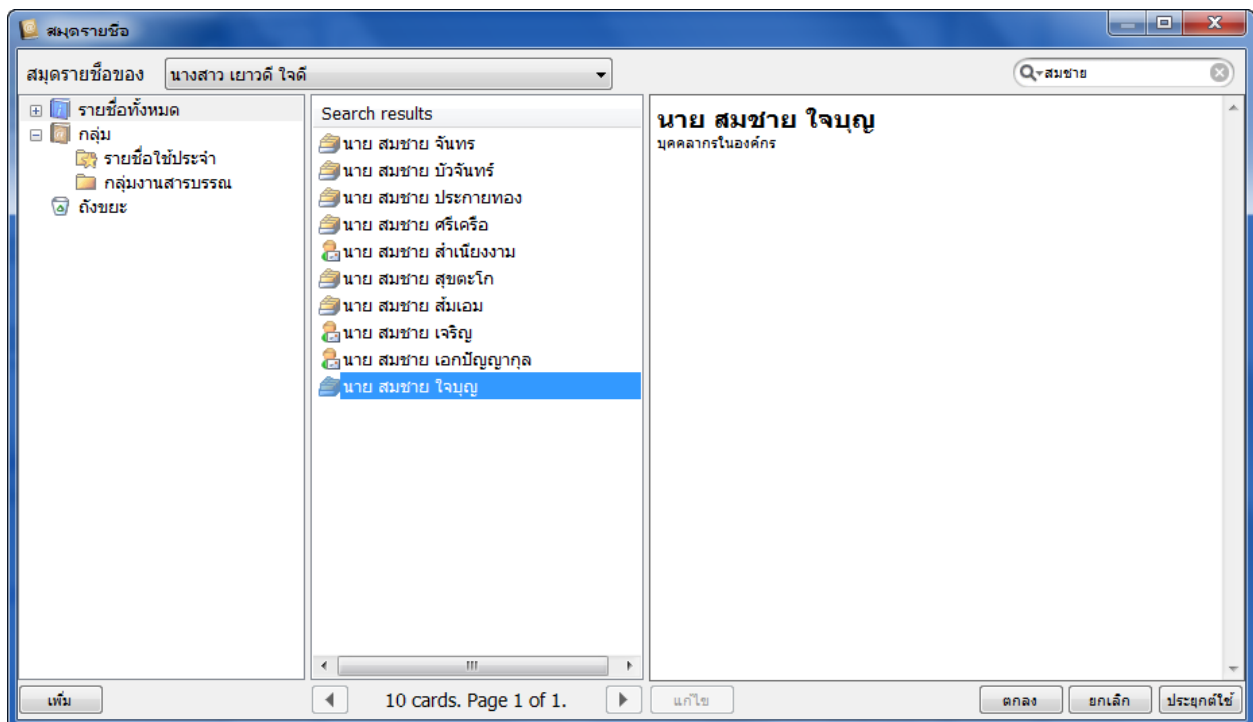 สมุดรายชื่อ
สมุดรายชื่อของ นางสาว เยาวดี ใจดี สมชาย
รายชื่อทั้งหมด
กลุ่ม
รายชื่อใช้ประจำ
กลุ่มงานสารบรรณ
ถังขยะ
Search results
นาย สมชาย จันทร
นาย สมชาย บัวจันทร์
นาย สมชาย ประกายทอง
นาย สมชาย ศรีเครือ
นาย สมชาย สำเนียงงาม
นาย สมชาย สุขตะโก
นาย สมชาย ส้มเอม
นาย สมชาย เจริญ
นาย สมชาย เอกปัญญากุล
นาย สมชาย ใจบุญ
นาย สมชาย ใจบุญ
บุคคลากรในองค์กร
เพิ่ม 10 cards. Page 1 of 1. แก้ไข ตกลง ยกเลิก ประยุกต์ใช้